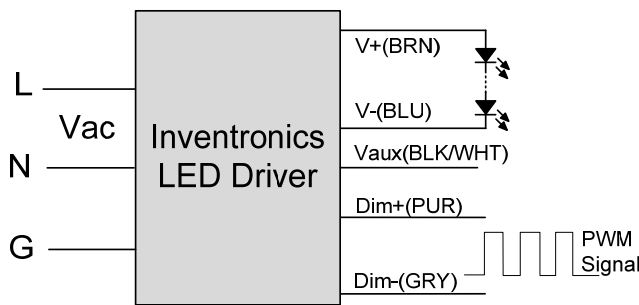 L
Vac
N
G
Inventronics
LED Driver
V+(BRN)
V-(BLU)
Vaux(BLK/WHT)
Dim+(PUR)
Dim-(GRY)
PWM
Signal